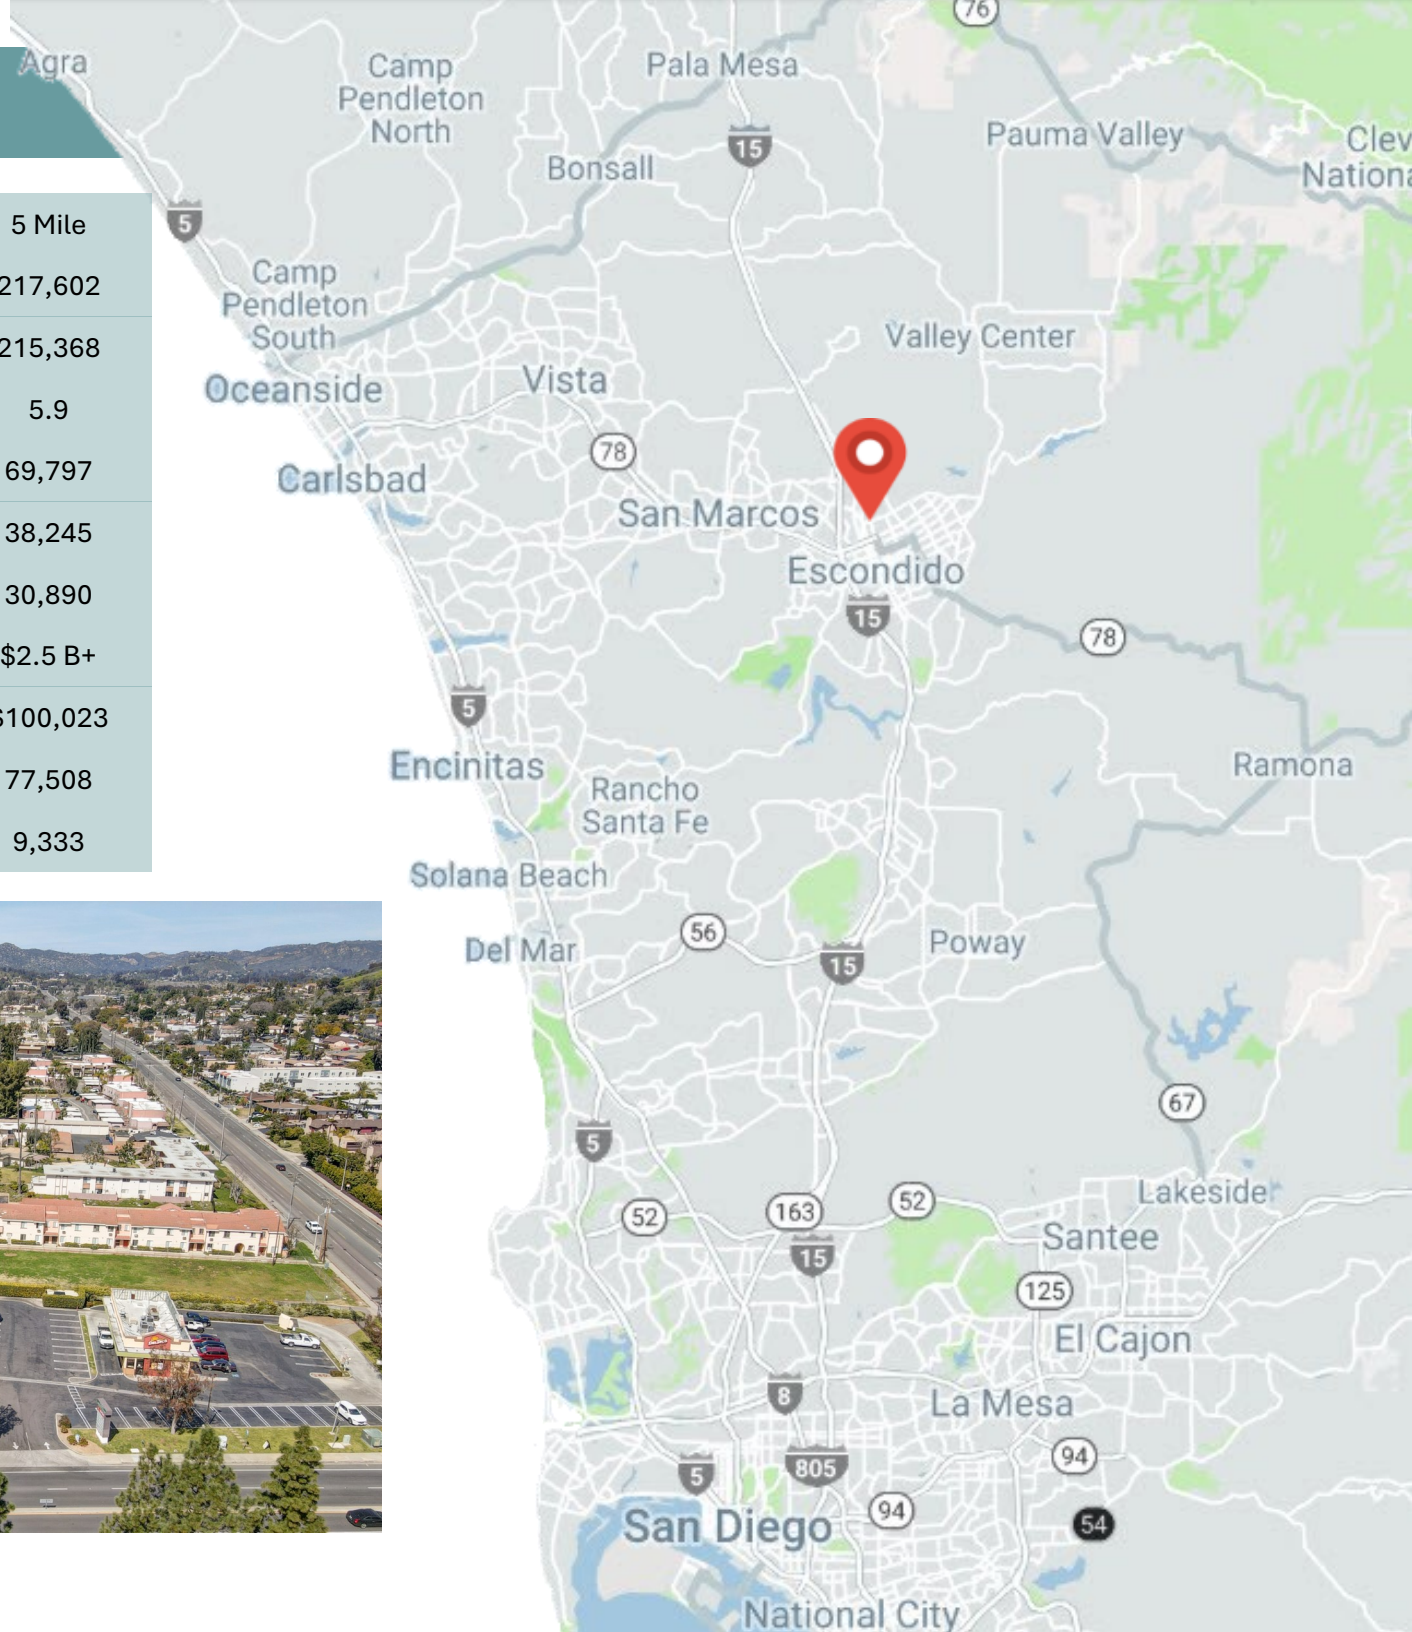 5 Mile
217,602
215,368
5.9
69,797
38,245
30,890
$2.5 B+
$100,023
77,508
9,333
76
Agra
Camp
Pendleton
North
Pala Mesa
15
Pauma Valley
Clev
Nationa
Bonsall
5
Camp
Pendleton
South
Valley Center
Oceanside
Vista
78
Carlsbad
San Marcos
Escondido
15
78
5
Encinitas
Rancho
Santa Fe
Ramona
Solana Beach
56
Del Mar
15
Poway
67
5
Lakeside
52
163
52
Santee
15
125
El Cajon
8
La Mesa
94
5
805
94
54
San Diego
National City